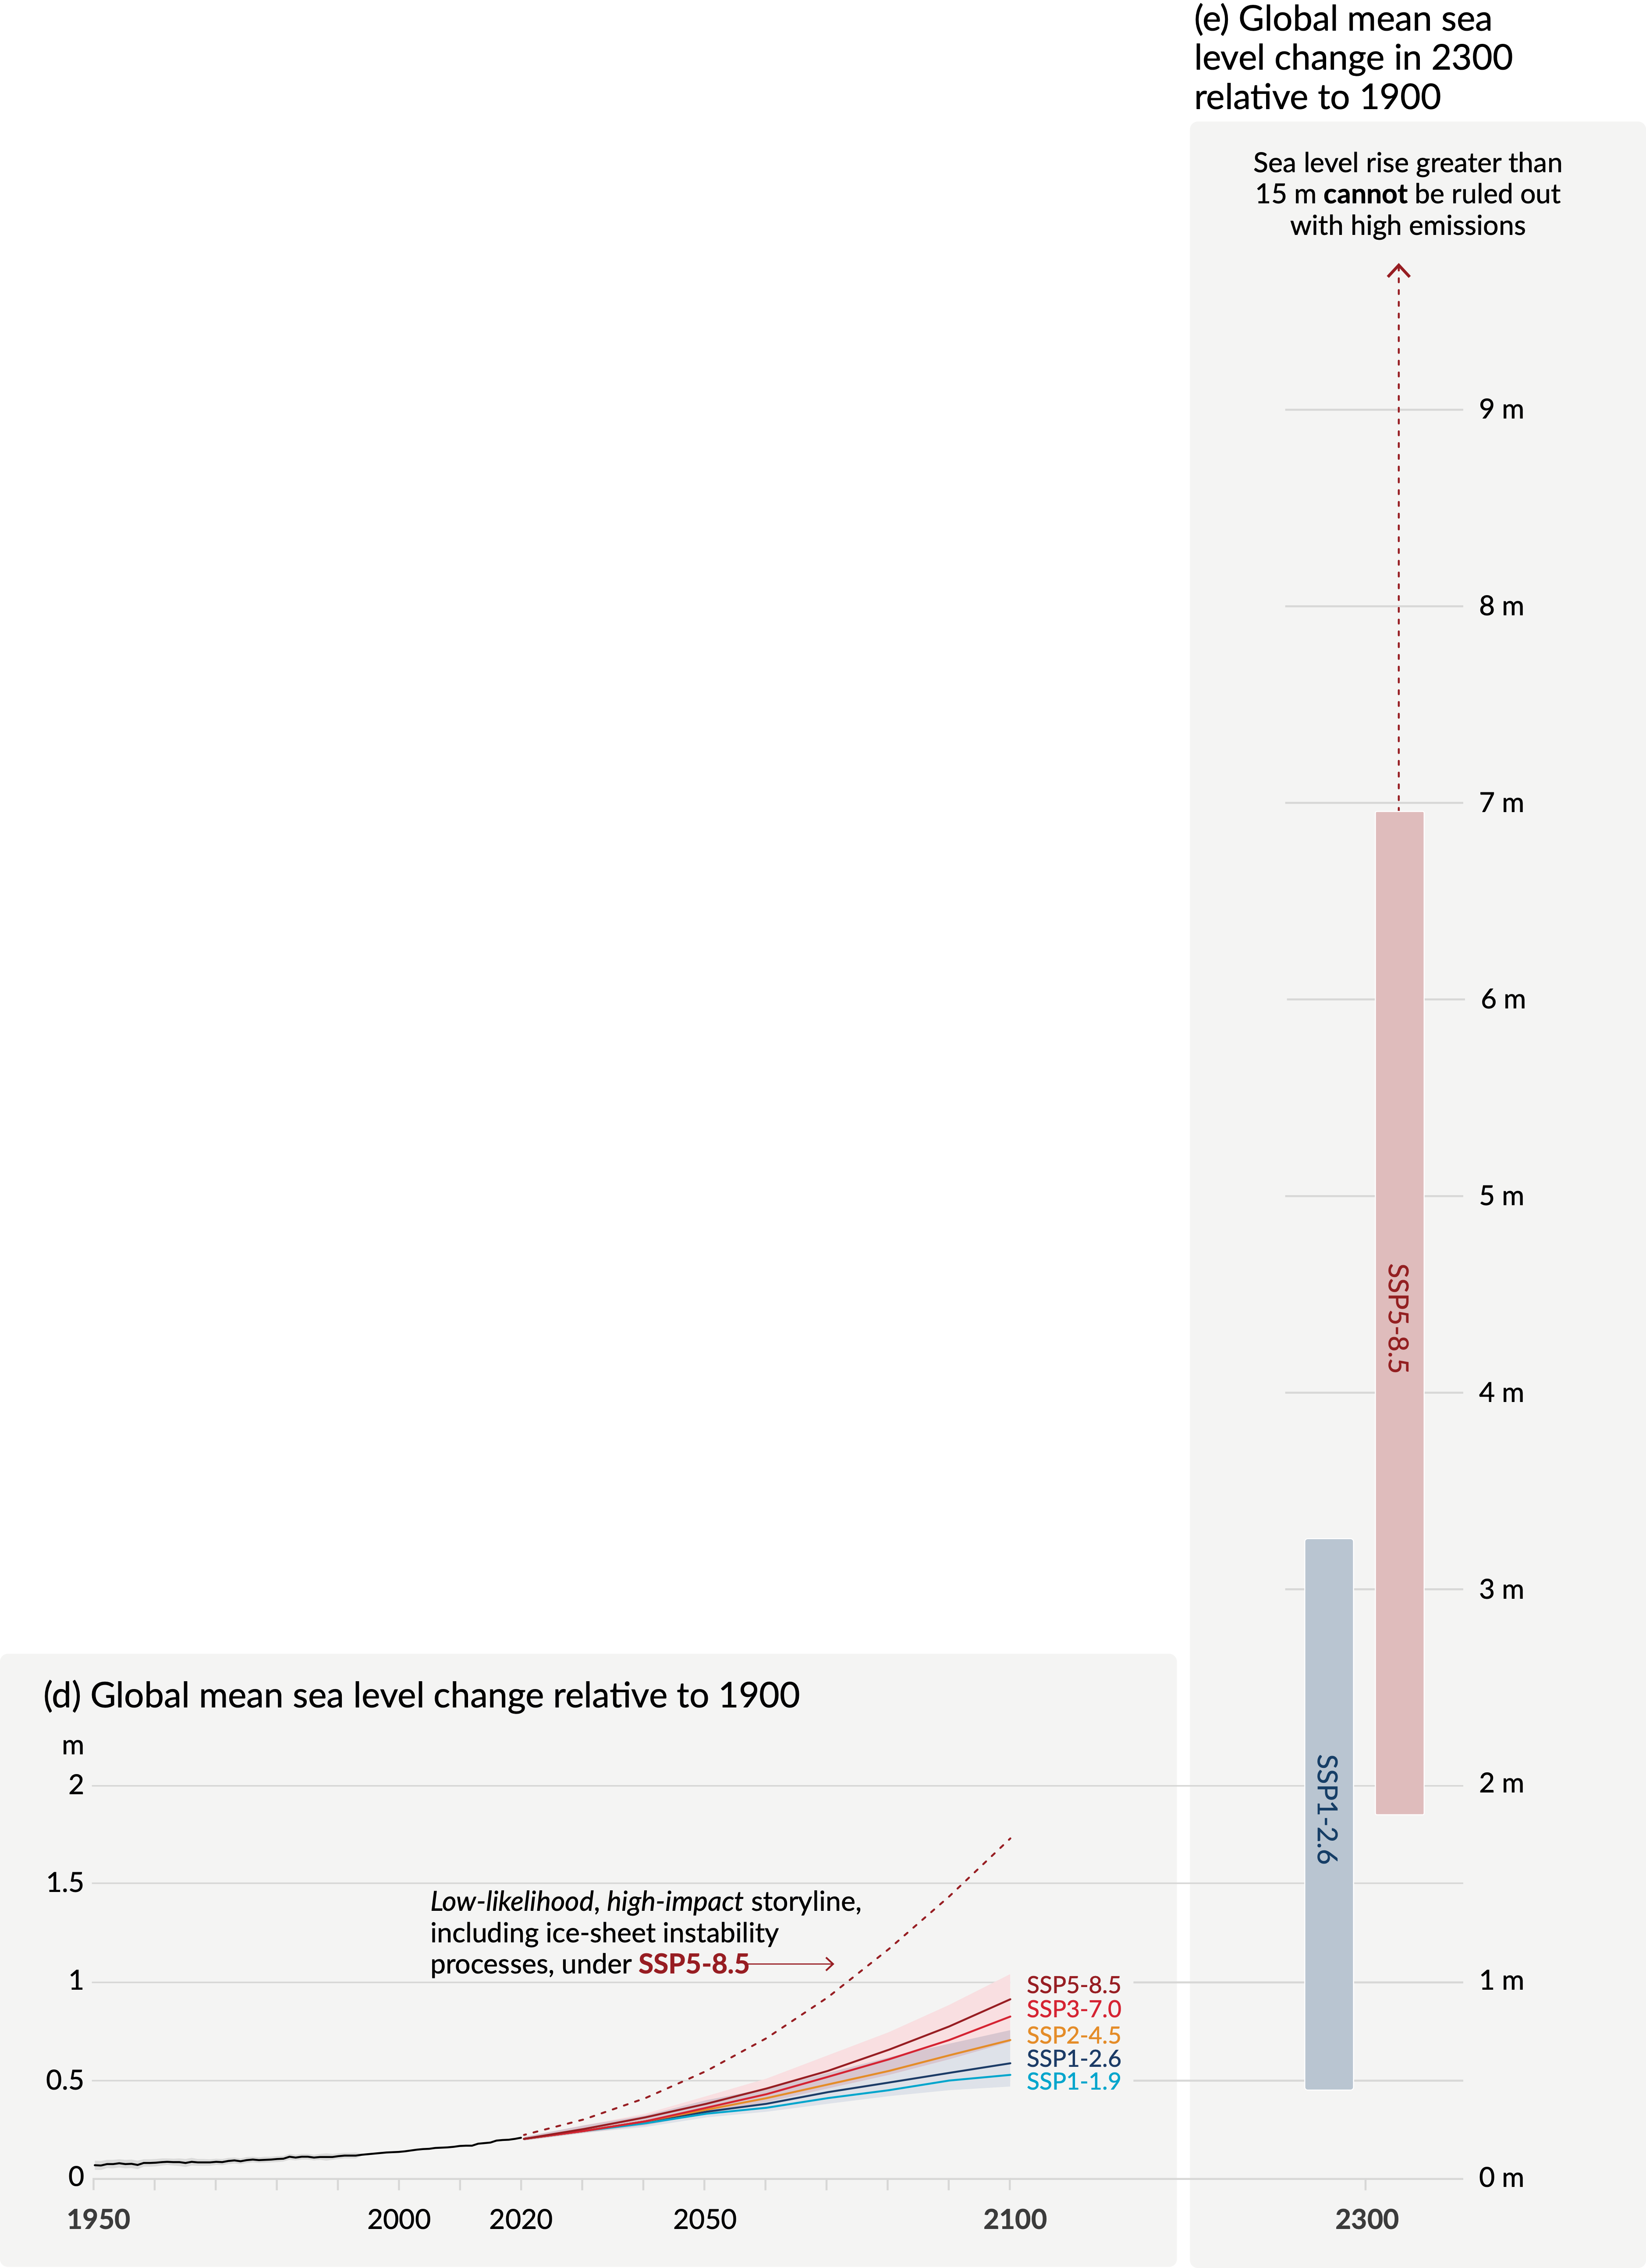 (e) Global mean sea
level change in 2300
relative to 1900
Sea level rise greater than
15 m cannot be ruled out
with high emissions
9 m
8 m
7 m
6 m
5 m
SSP5-8.5
4 m
3 m
SSP1-2.6
2 m
1 m
0 m
2300
(d) Global mean sea level change relative to 1900
m
2
1.5
Low-likelihood, high-impact storyline,
including ice-sheet instability
processes, under SSP5-8.5
1
SSP5-8.5
SSP3-7.0
SSP2-4.5
SSP1-2.6
SSP1-1.9
0.5
0
1950 2000 2020 2050 2100